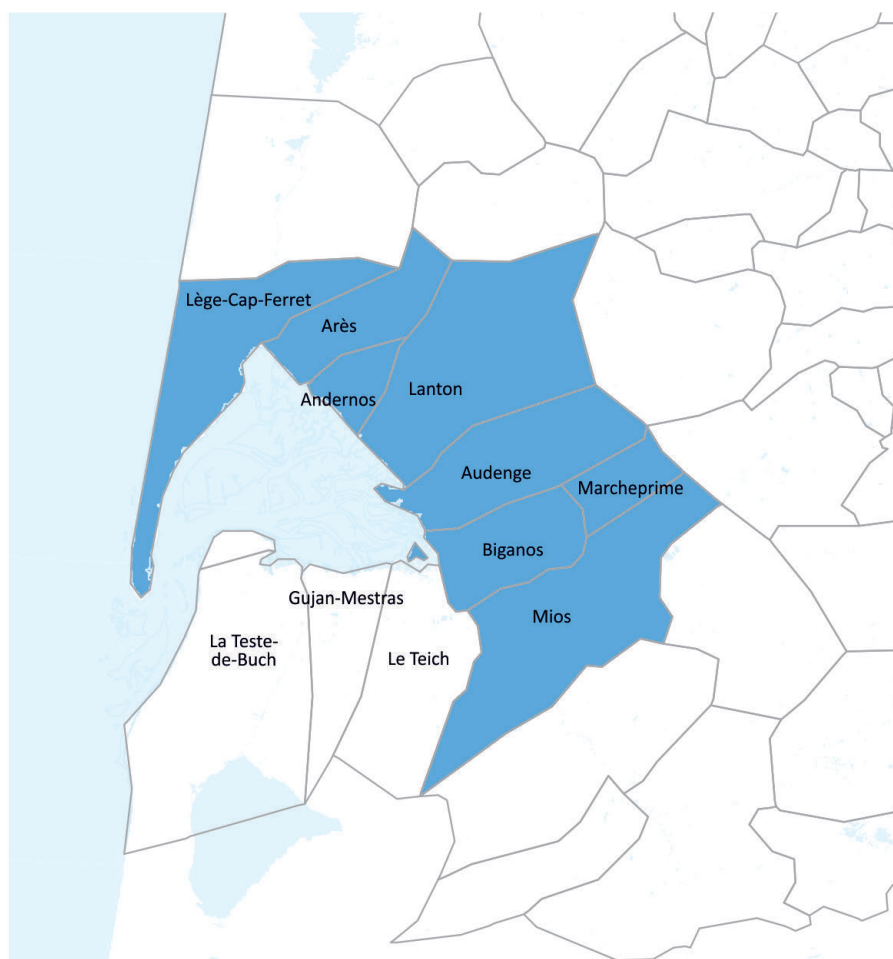 Lège-Cap-Ferret
Arès
Andernos
Lanton
Audenge
Marcheprime
Biganos
Gujan-Mestras
Mios
La Teste-
de-Buch
Le Teich